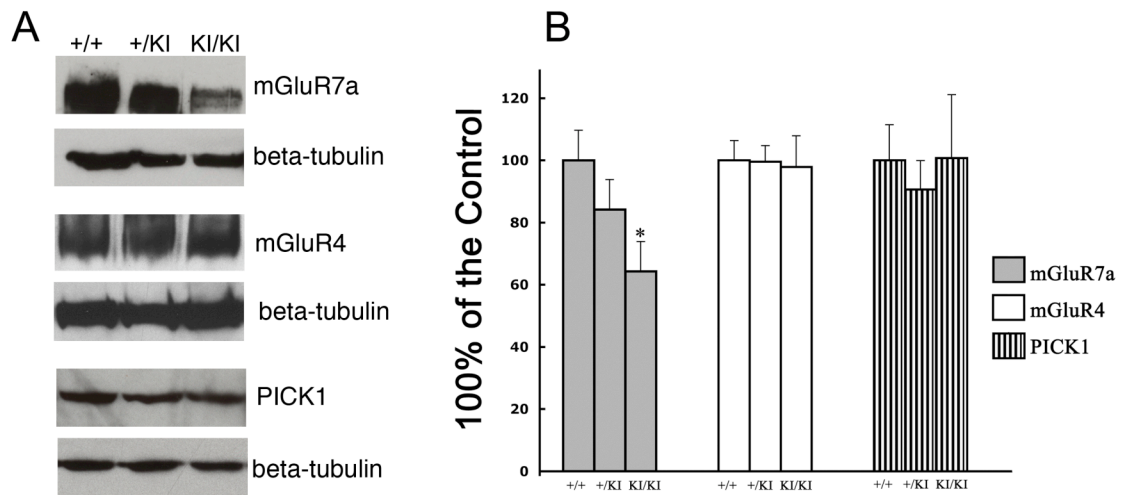 A
+/+ +/KI KI/KI
mGluR7a
beta-tubulin
mGluR4
beta-tubulin
PICK1
beta-tubulin
B
100% of the Control
120
100
80
60
40
20
0
*
+/+ +/KI KI/KI
+/+ +/KI KI/KI
+/+ +/KI KI/KI
mGluR7a
mGluR4
PICK1